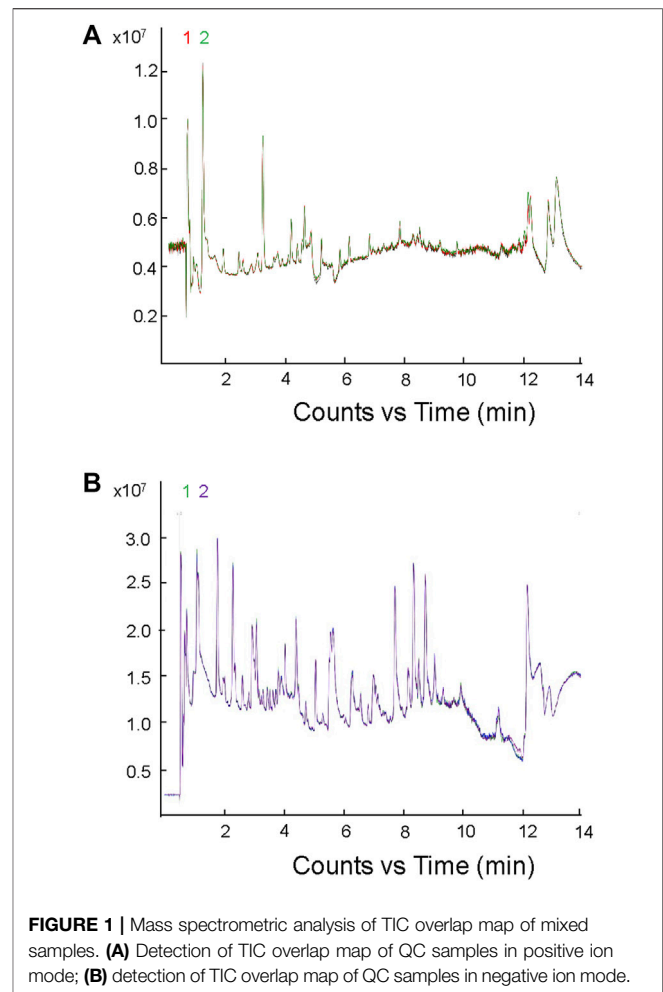 A
x10⁷ 1 2
1.2
1.0
0.8
0.6
0.4
0.2
2 4 6 8 10 12 14
Counts vs Time (min)
B
x10⁷ 1 2
3.0
2.5
2.0
1.5
1.0
0.5
2 4 6 8 10 12 14
Counts vs Time (min)
FIGURE 1 | Mass spectrometric analysis of TIC overlap map of mixed
samples. (A) Detection of TIC overlap map of QC samples in positive ion
mode; (B) detection of TIC overlap map of QC samples in negative ion mode.